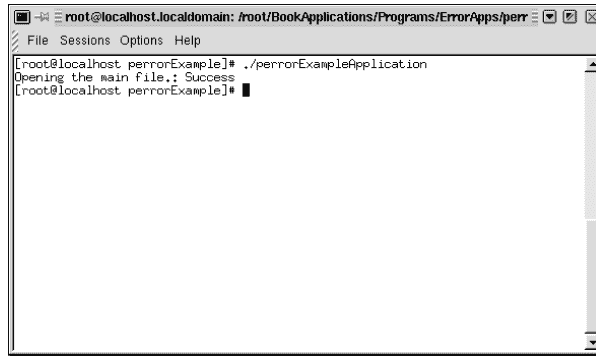 root@localhost.localdomain: /root/BookApplications/Programs/ErrorApps/perr
File Sessions Options Help
[root@localhost perrorExample]# ./perrorExampleApplication
Opening the main file.: Success
[root@localhost perrorExample]#